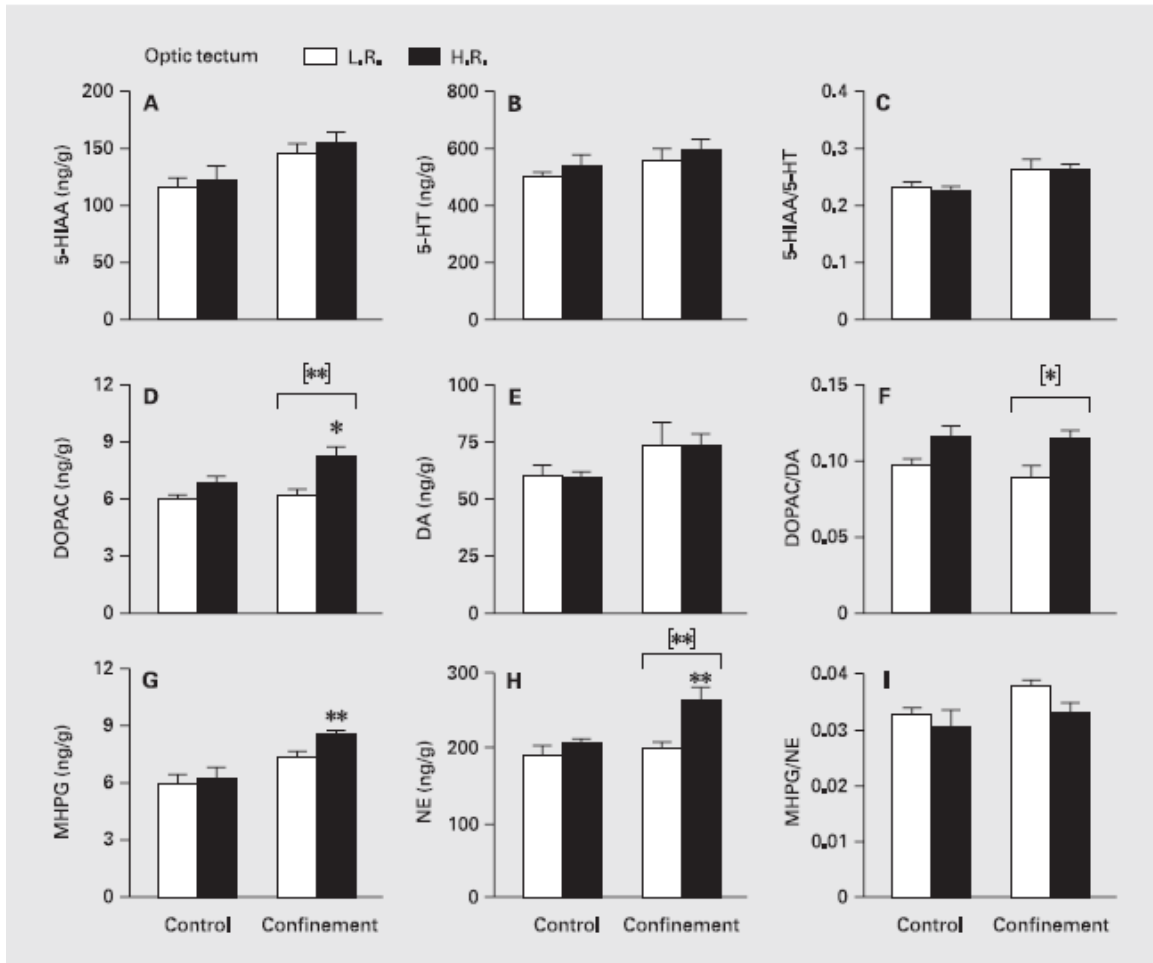 Optic tectum L.R. H.R.
A
5-HIAA (ng/g)
200
150
100
50
0
B
5-HT (ng/g)
800
600
400
200
0
C
5-HIAA/5-HT
0.4
0.3
0.2
0.1
0
D
DOPAC (ng/g)
12
9
6
3
0
[**]
*
E
DA (ng/g)
100
75
50
25
0
F
DOPAC/DA
0.15
0.10
0.05
0
[*]
G
MHPG (ng/g)
12
9
6
3
0
**
Control Confinement
H
NE (ng/g)
300
200
100
0
[**]
**
Control Confinement
I
MHPG/NE
0.04
0.03
0.02
0.01
0
Control Confinement